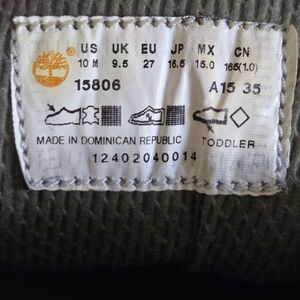 ® US UK EU JP MX CN
10 M 9.5 27 16.5 15.0 165(1.0)
15806 A15 35
MADE IN DOMINICAN REPUBLIC TODDLER
12402040014